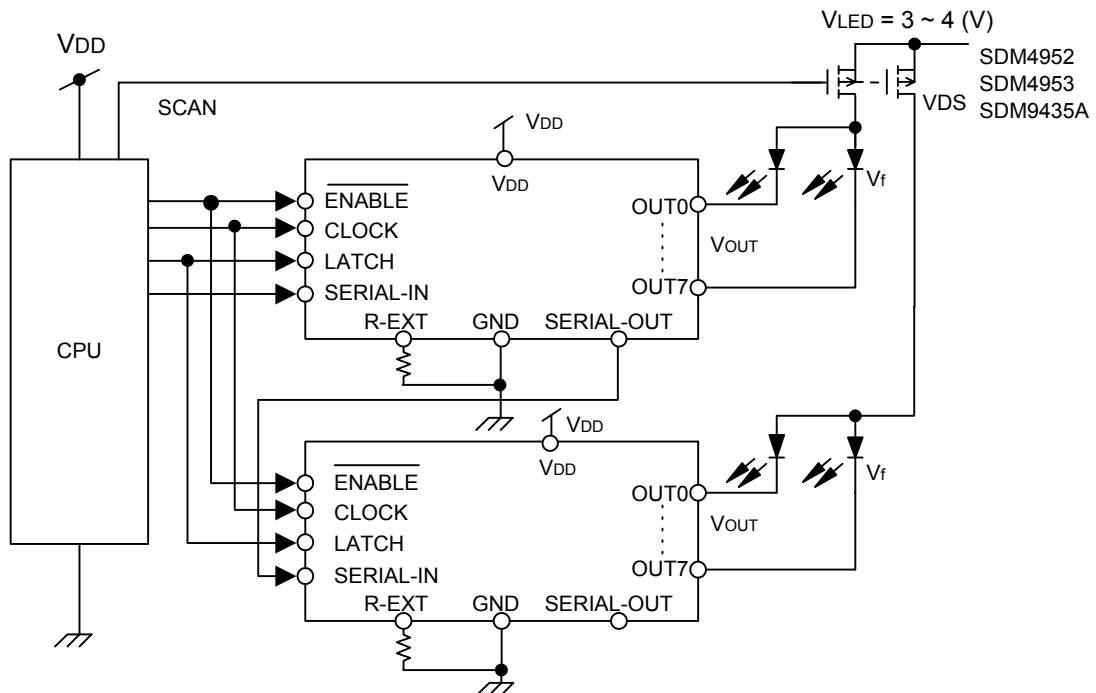 VLED = 3 ~ 4 (V)
VDD
SDM4952
SDM4953
SDM9435A
VDS
SCAN
VDD
VDD
ENABLE
CLOCK
LATCH
SERIAL-IN
OUT0
OUT7
VOUT
Vf
R-EXT
GND
SERIAL-OUT
CPU
VDD
VDD
ENABLE
CLOCK
LATCH
SERIAL-IN
OUT0
OUT7
VOUT
Vf
R-EXT
GND
SERIAL-OUT